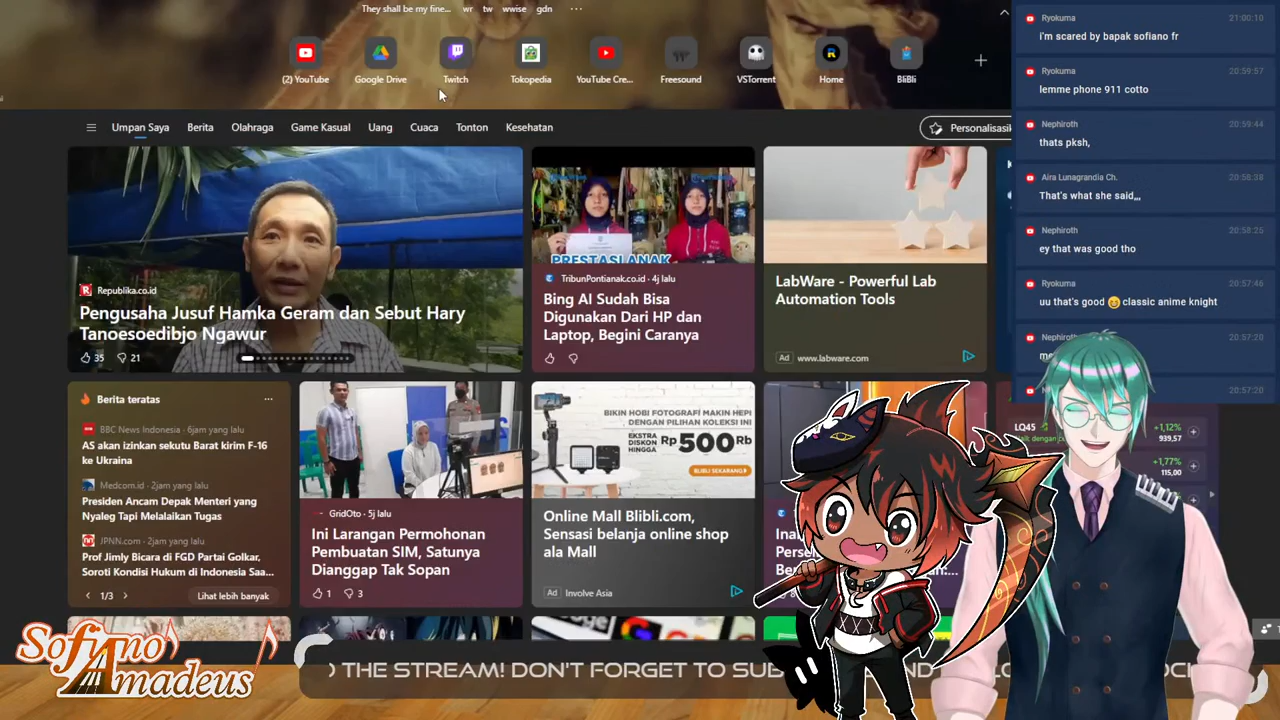 They shall be my fine... wr tw wwise gdn ...
(2) YouTube Google Drive Twitch Tokopedia YouTube Cre... Freesound VSTorrent Home BliBli
Umpan Saya Berita Olahraga Game Kasual Uang Cuaca Tonton Kesehatan
Personalisasik
Republika.co.id
Pengusaha Jusuf Hamka Geram dan Sebut Hary
Tanoesoedibjo Ngawur
35 21
PRESTASI ANAK
TribunPontianak.co.id · 4j lalu
Bing AI Sudah Bisa
Digunakan Dari HP dan
Laptop, Begini Caranya
LabWare - Powerful Lab
Automation Tools
Ad www.labware.com
Berita teratas ...
BBC News Indonesia · 6jam yang lalu
AS akan izinkan sekutu Barat kirim F-16
ke Ukraina
Medcom.id · 2jam yang lalu
Presiden Ancam Depak Menteri yang
Nyaleg Tapi Melalaikan Tugas
JPNN.com · 2jam yang lalu
Prof Jimly Bicara di FGD Partai Golkar,
Soroti Kondisi Hukum di Indonesia Saa...
1/3 Lihat lebih banyak
GridOto · 5j lalu
Ini Larangan Permohonan
Pembuatan SIM, Satunya
Dianggap Tak Sopan
1 3
BIKIN HOBI FOTOGRAFI MAKIN HEPI
DENGAN PILIHAN KOLEKSI INI
EKSTRA
DISKON
HINGGA
Rp500Rb
BLIBLI SEKARANG
Online Mall Blibli.com,
Sensasi belanja online shop
ala Mall
Ad Involve Asia
LQ45
+1,12%
939,57
+1,77%
115,00
Ryokuma 21:00:10
i'm scared by bapak sofiano fr
Ryokuma 20:59:57
lemme phone 911 cotto
Nephiroth 20:59:44
thats pksh,
Aira Lunagrandia Ch. 20:58:38
That's what she said,,,
Nephiroth 20:58:25
ey that was good tho
Ryokuma 20:57:46
uu that's good 😊 classic anime knight
Nephiroth 20:57:20
20:57:20
Sofiano
Amadeus
O THE STREAM! DON'T FORGET TO SUB